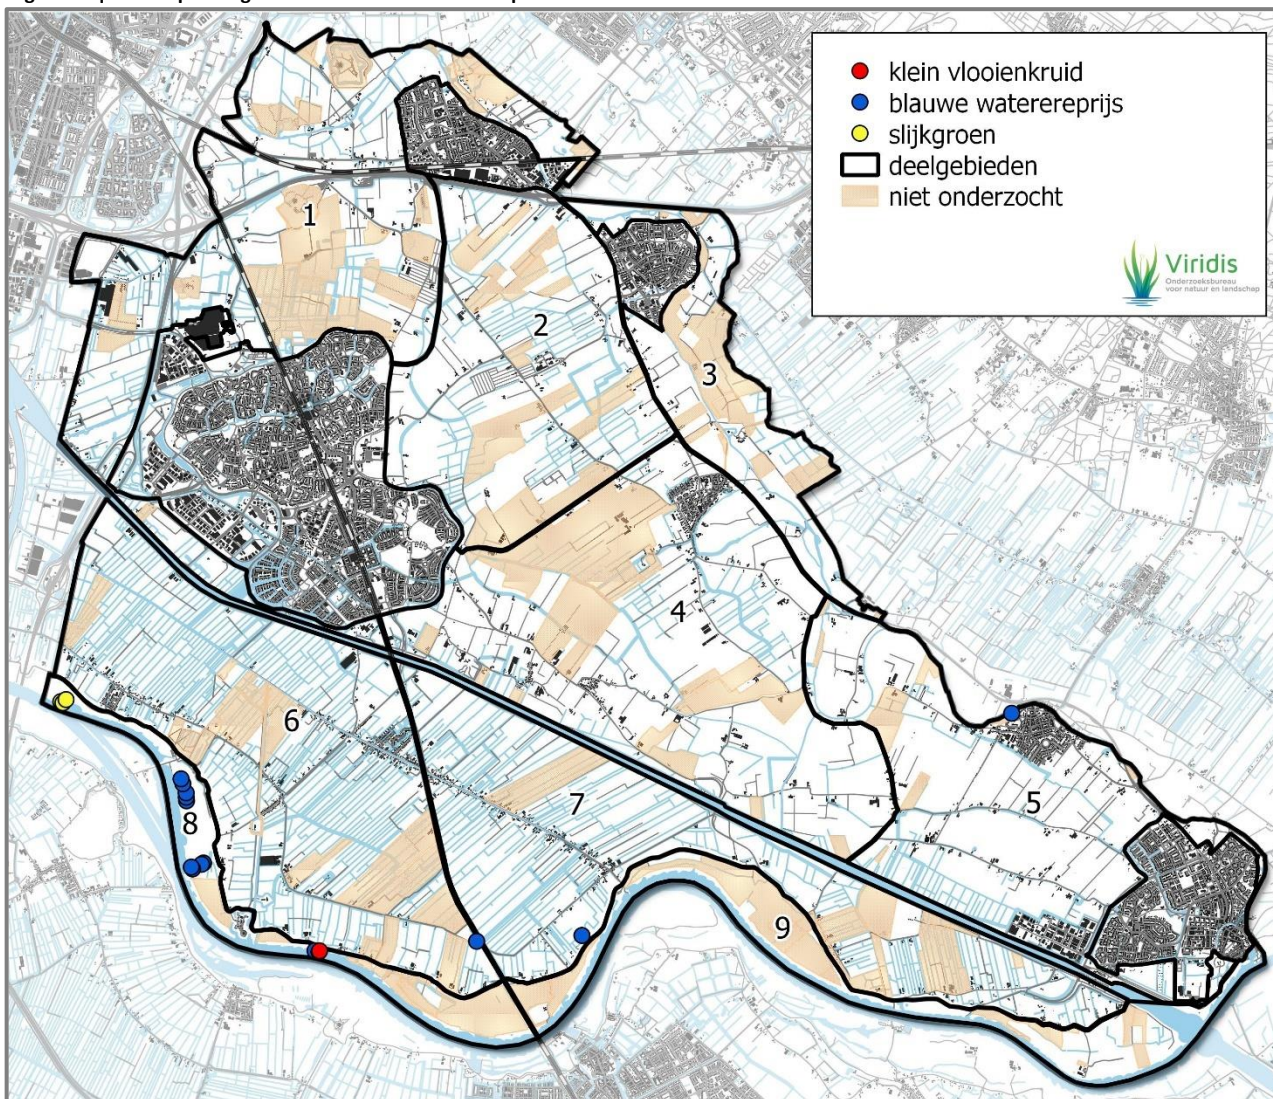 klein vlooienkruid
blauwe waterereprijs
slijkgroen
deelgebieden
niet onderzocht
Viridis
Onderzoeksbureau
voor natuur en landschap
1
2
3
4
5
6
7
8
9